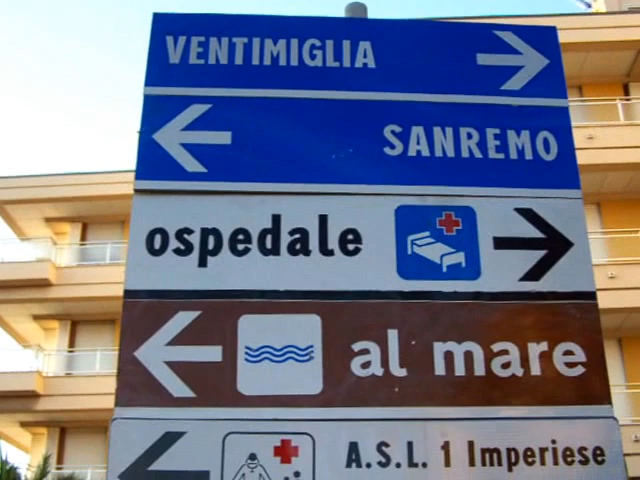 VENTIMIGLIA
SANREMO
ospedale
al mare
A.S.L. 1 Imperiese